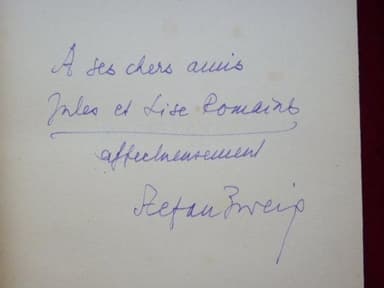 A ses chers amis
Jules et Lise Romains
affectueusement
Stefan Zweig